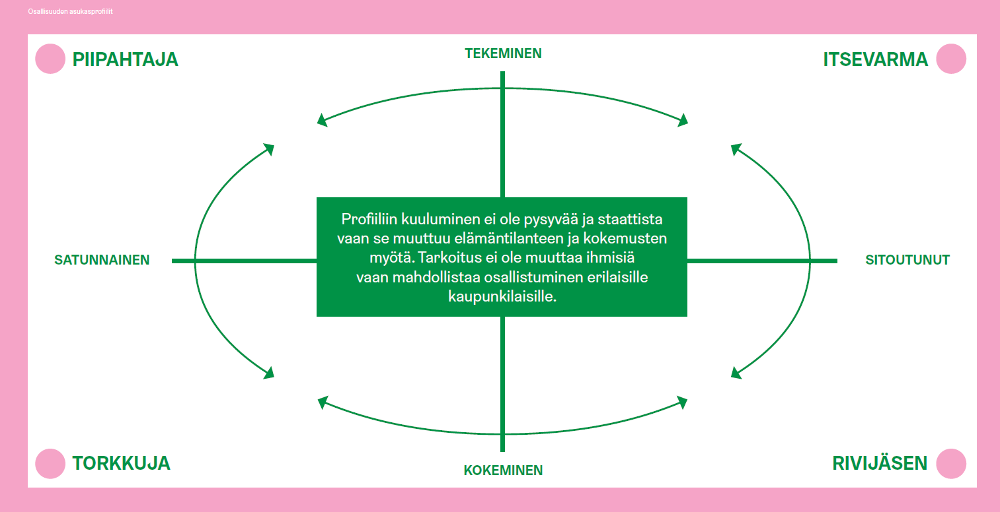 Osallisuuden asukasprofiilit
PIIPAHTAJA
TEKEMINEN
ITSEVARMA
Profiiliin kuuluminen ei ole pysyvää ja staattista
vaan se muuttuu elämäntilanteen ja kokemusten
myötä. Tarkoitus ei ole muuttaa ihmisiä
vaan mahdollistaa osallistuminen erilaisille
kaupunkilaisille.
SATUNNAINEN
SITOUTUNUT
TORKKUJA
KOKEMINEN
RIVIJÄSEN